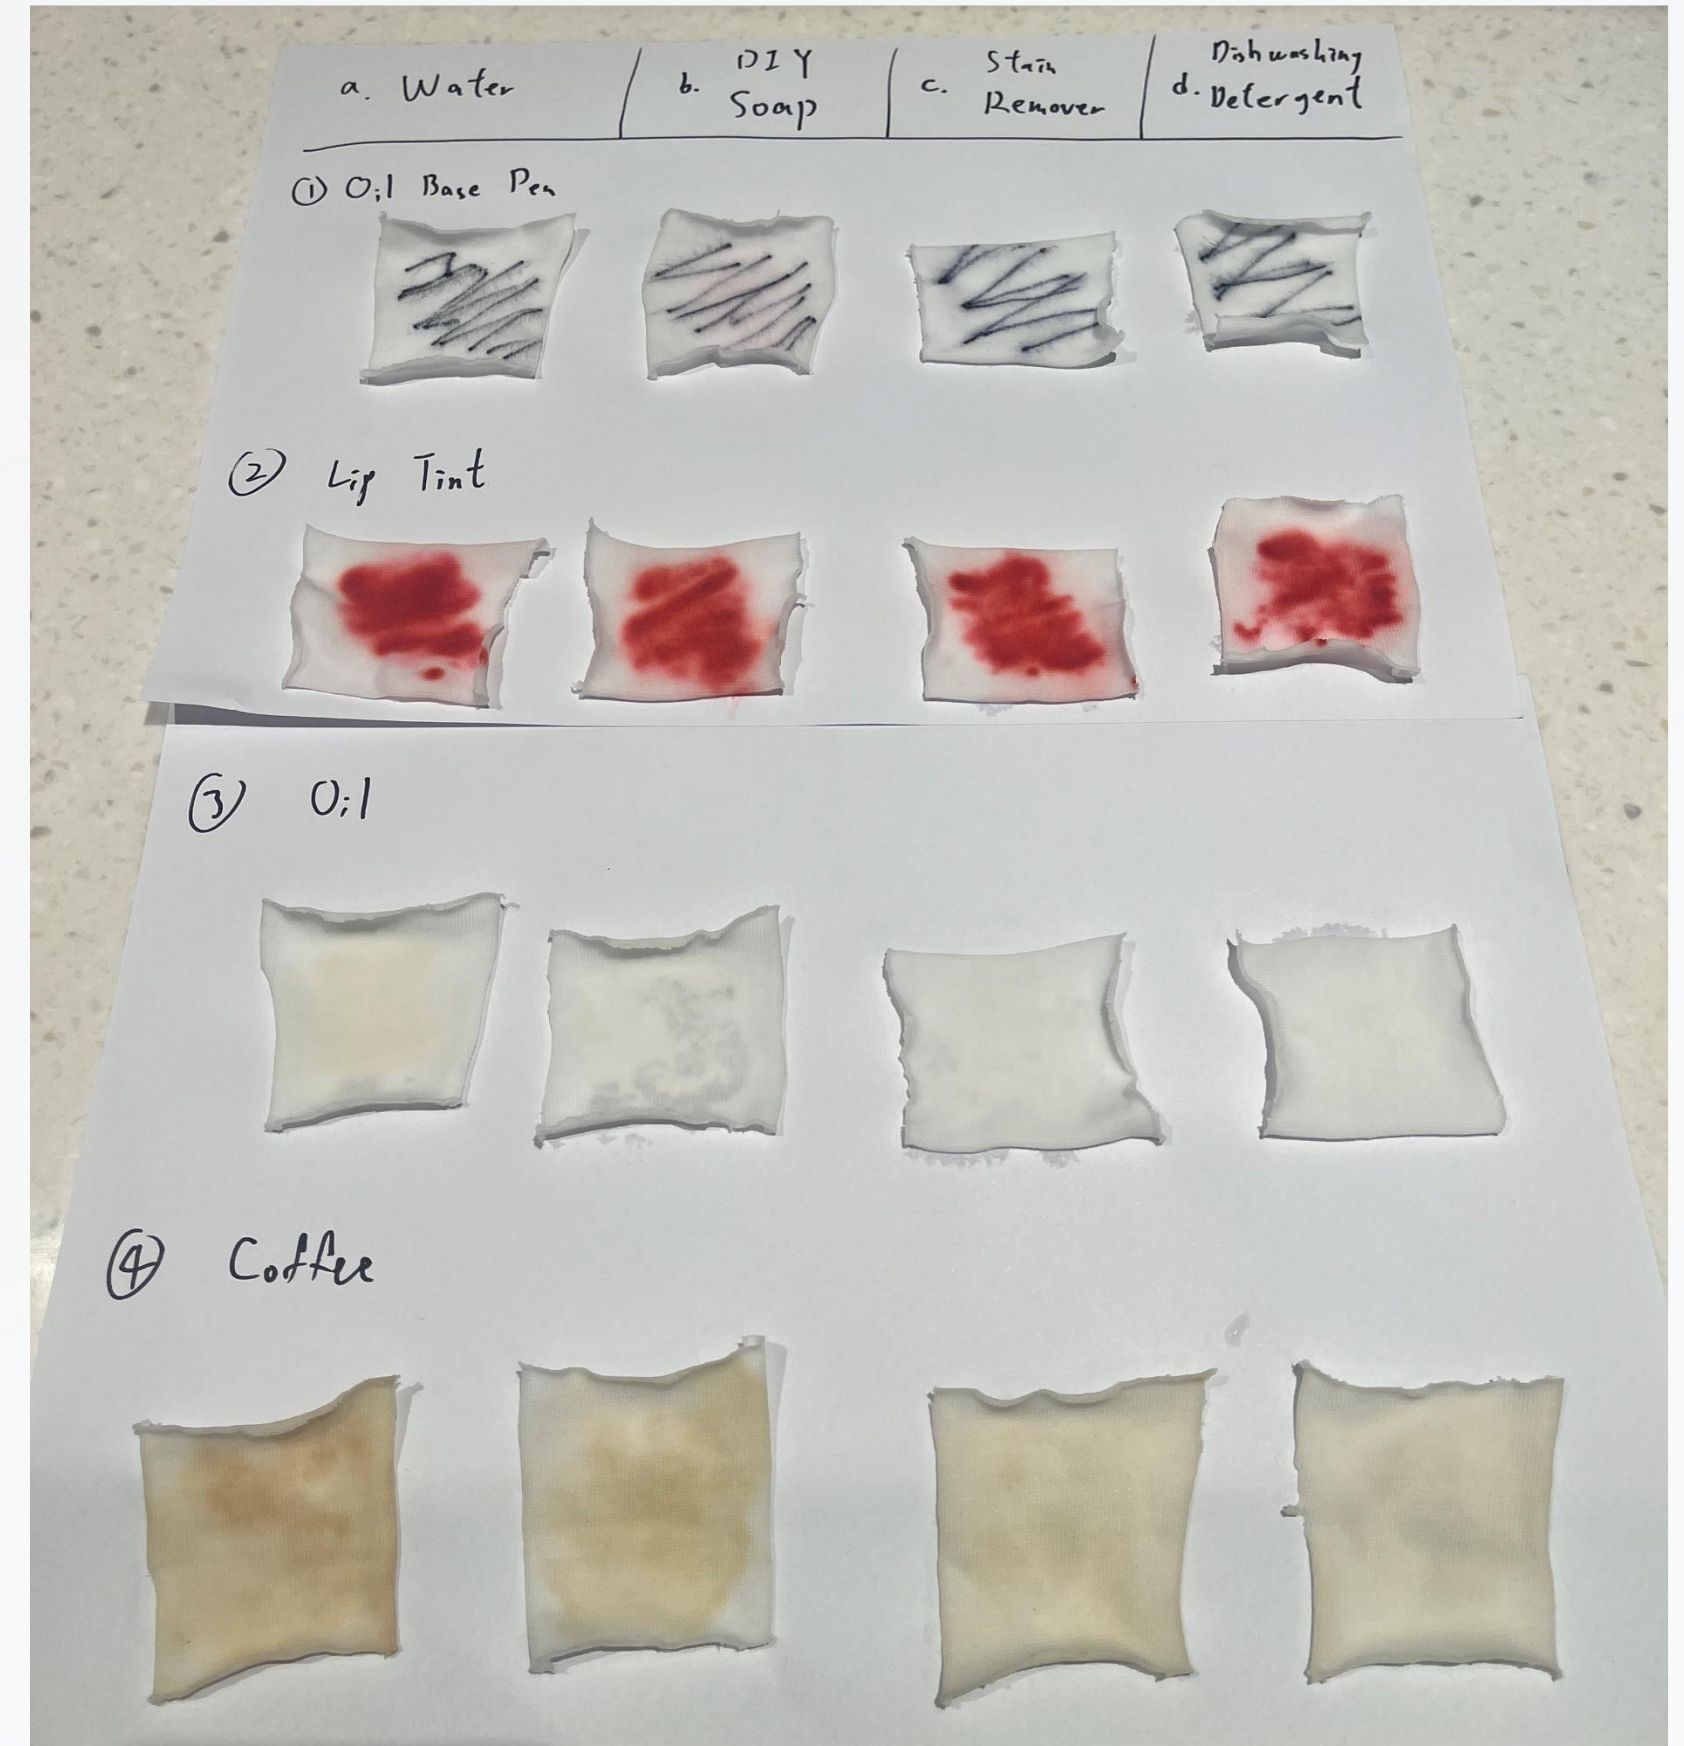 a. Water
b. DIY
Soap
c. Stain
Remover
Dishwashing
d. Detergent
① Oil Base Pen
② Lip Tint
③ Oil
④ Coffee